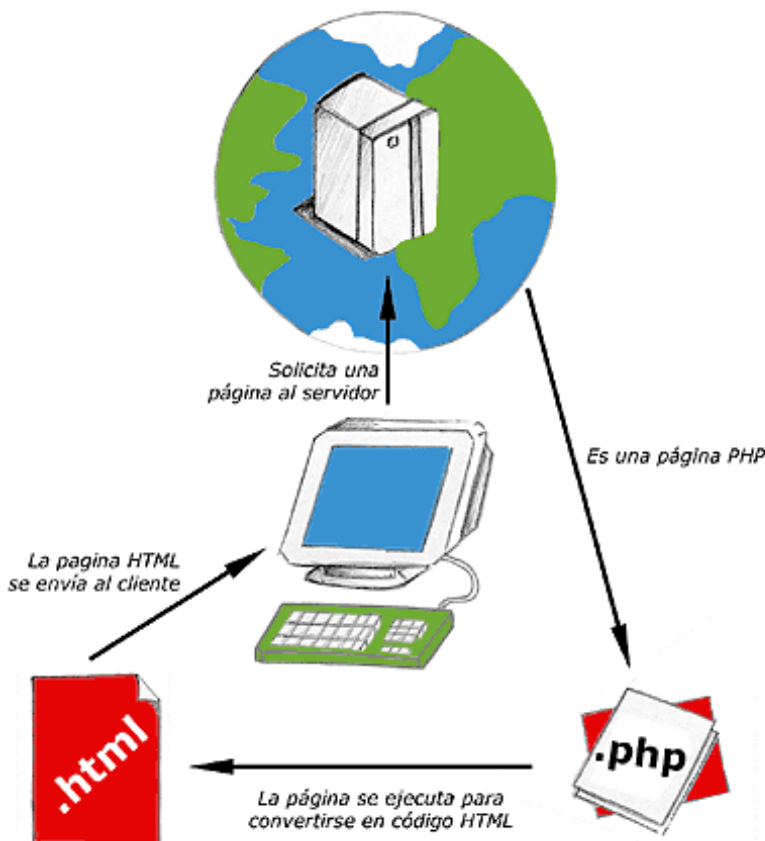 Solicita una
página al servidor
Es una página PHP
La pagina HTML
se envía al cliente
.html
.php
La página se ejecuta para
convertirse en código HTML